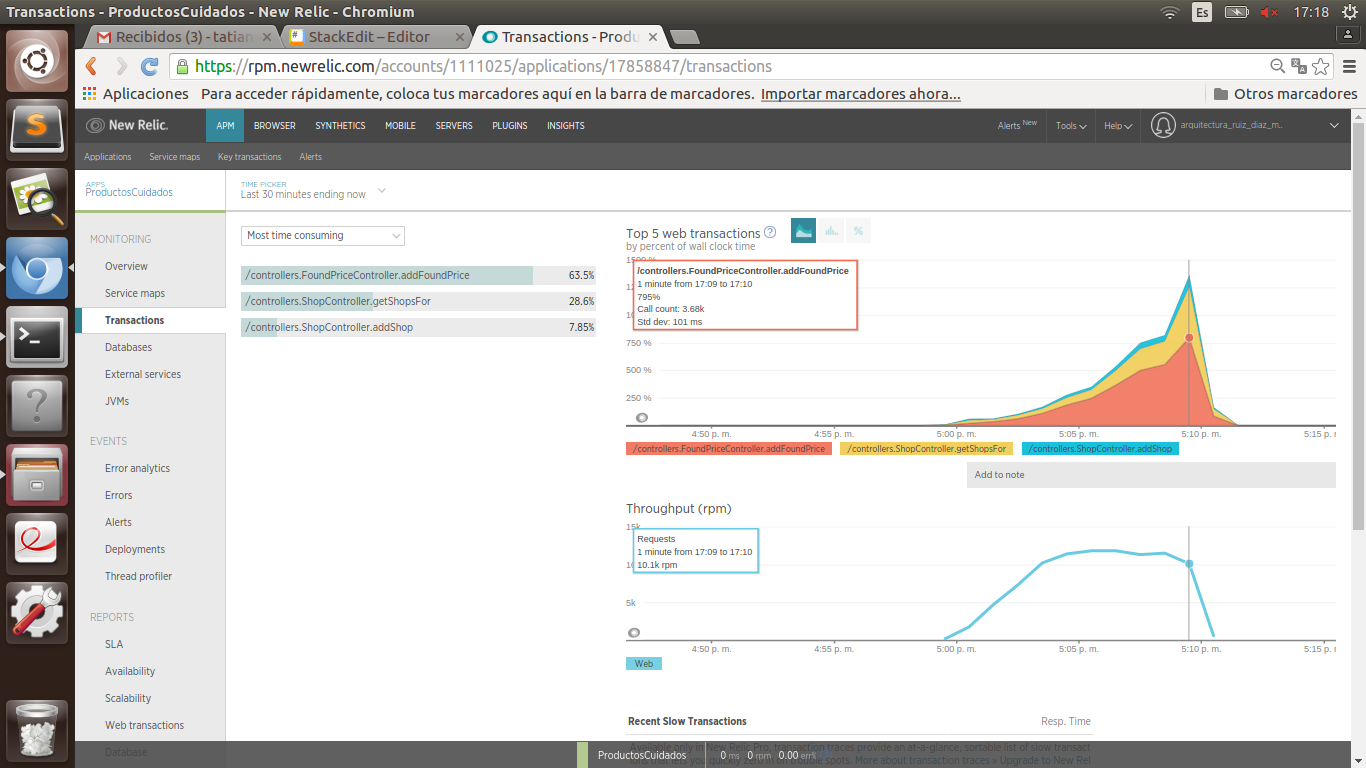 Transactions - ProductosCuidados - New Relic - Chromium
Es
17:18
Recibidos (3) - tatian
StackEdit – Editor
Transactions - Produ
https://rpm.newrelic.com/accounts/1111025/applications/17858847/transactions
Aplicaciones
Para acceder rápidamente, coloca tus marcadores aquí en la barra de marcadores.
Importar marcadores ahora...
Otros marcadores
New Relic.
APM
BROWSER
SYNTHETICS
MOBILE
SERVERS
PLUGINS
INSIGHTS
Alerts New
Tools
Help
arquitectura_ruiz_diaz_m..
Applications
Service maps
Key transactions
Alerts
APPS
ProductosCuidados
TIME PICKER
Last 30 minutes ending now
MONITORING
Overview
Service maps
Transactions
Databases
External services
JVMs
EVENTS
Error analytics
Errors
Alerts
Deployments
Thread profiler
REPORTS
SLA
Availability
Scalability
Web transactions
Database
Most time consuming
/controllers.FoundPriceController.addFoundPrice 63.5%
/controllers.ShopController.getShopsFor 28.6%
/controllers.ShopController.addShop 7.85%
Top 5 web transactions ?
%
by percent of wall clock time
1500 %
/controllers.FoundPriceController.addFoundPrice
1 minute from 17:09 to 17:10
795%
Call count: 3.68k
Std dev: 101 ms
750 %
500 %
250 %
4:50 p. m.
4:55 p. m.
5:00 p. m.
5:05 p. m.
5:10 p. m.
5:15 p. r
/controllers.FoundPriceController.addFoundPrice
/controllers.ShopController.getShopsFor
/controllers.ShopController.addShop
Add to note
Throughput (rpm)
15k
Requests
1 minute from 17:09 to 17:10
10.1k rpm
5k
4:50 p. m.
4:55 p. m.
5:00 p. m.
5:05 p. m.
5:10 p. m.
5:15 p. r
Web
Recent Slow Transactions
Resp. Time
Available only in New Relic Pro, transaction traces provide an at-a-glance, sortable list of slow transact
trouble spots. More about transaction traces » Upgrade to New Rel
ProductosCuidados
0 ms
0 rpm
0.00 err%